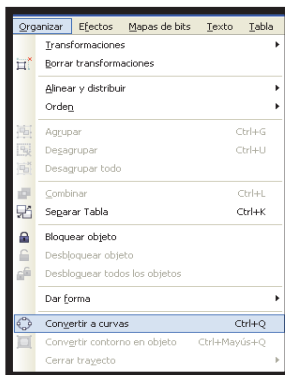 Organizar Efectos Mapas de bits Texto Tabla
Transformaciones
Borrar transformaciones
Alinear y distribuir
Orden
Agrupar Ctrl+G
Desagrupar Ctrl+U
Desagrupar todo
Combinar Ctrl+L
Separar Tabla Ctrl+K
Bloquear objeto
Desbloquear objeto
Desbloquear todos los objetos
Dar forma
Convertir a curvas Ctrl+Q
Convertir contorno en objeto Ctrl+Mayús+Q
Cerrar trayecto